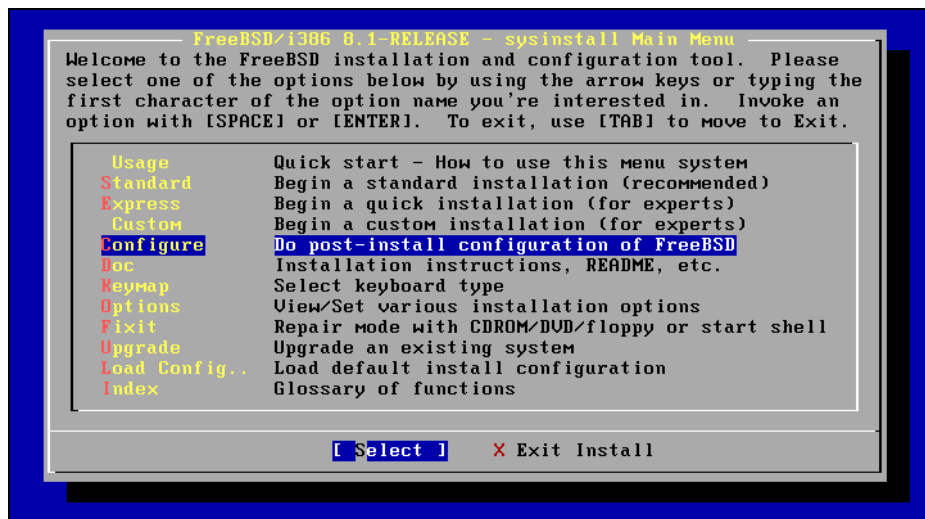 FreeBSD/i386 8.1-RELEASE - sysinstall Main Menu
Welcome to the FreeBSD installation and configuration tool.  Please
select one of the options below by using the arrow keys or typing the
first character of the option name you're interested in.  Invoke an
option with [SPACE] or [ENTER].  To exit, use [TAB] to move to Exit.
Usage Quick start - How to use this menu system
Standard Begin a standard installation (recommended)
Express Begin a quick installation (for experts)
Custom Begin a custom installation (for experts)
Configure Do post-install configuration of FreeBSD
Doc Installation instructions, README, etc.
Keymap Select keyboard type
Options View/Set various installation options
Fixit Repair mode with CDROM/DVD/floppy or start shell
Upgrade Upgrade an existing system
Load Config.. Load default install configuration
Index Glossary of functions
[ Select ] X Exit Install